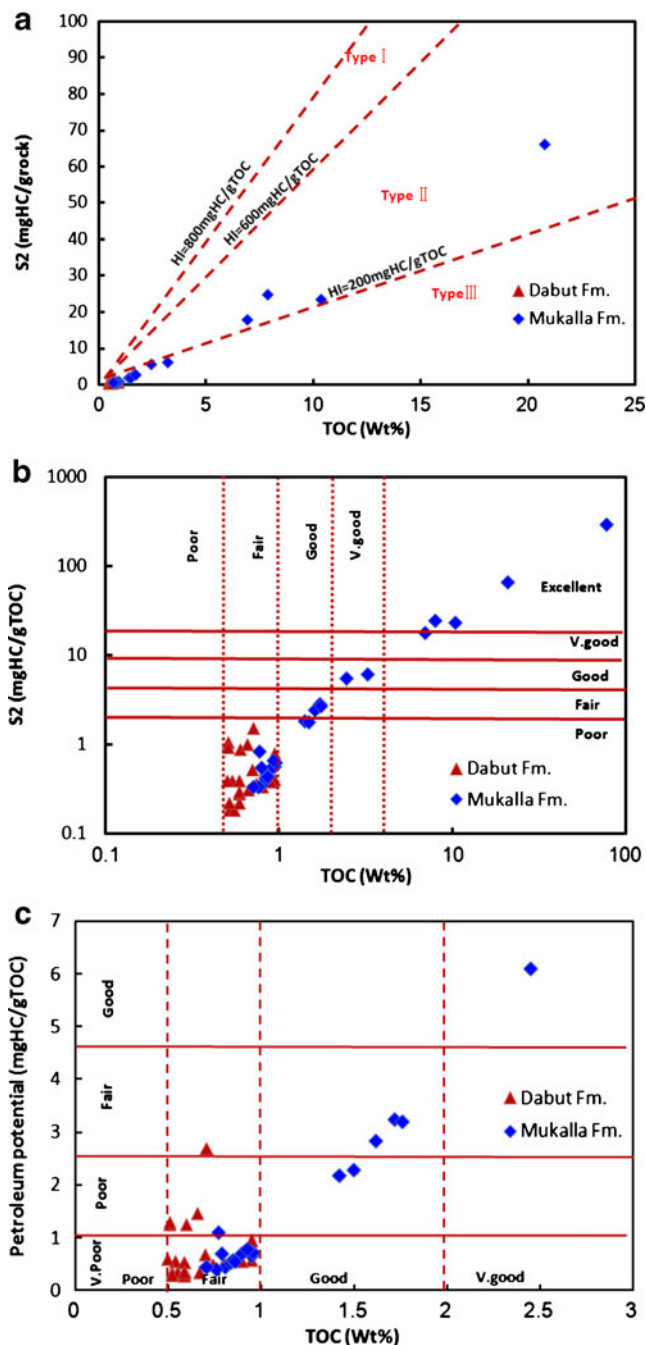 a
100
90
80
70
60
50
40
30
20
10
0
S2 (mgHC/grock)
Type Ⅰ
HI=800mgHC/gTOC
HI=600mgHC/gTOC
Type Ⅱ
HI=200mgHC/gTOC
TypeⅢ
Dabut Fm.
Mukalla Fm.
0 5 10 15 20 25
TOC (Wt%)
b
1000
100
10
1
0.1
S2 (mgHC/gTOC)
Poor
Fair
Good
V.good
Excellent
V.good
Good
Fair
Poor
Dabut Fm.
Mukalla Fm.
0.1 1 10 100
TOC (Wt%)
c
7
6
5
4
3
2
1
0
Petroleum potential (mgHC/gTOC)
Good
Fair
Poor
V.Poor
Dabut Fm.
Mukalla Fm.
Poor Fair Good V.good
0 0.5 1 1.5 2 2.5 3
TOC (Wt%)